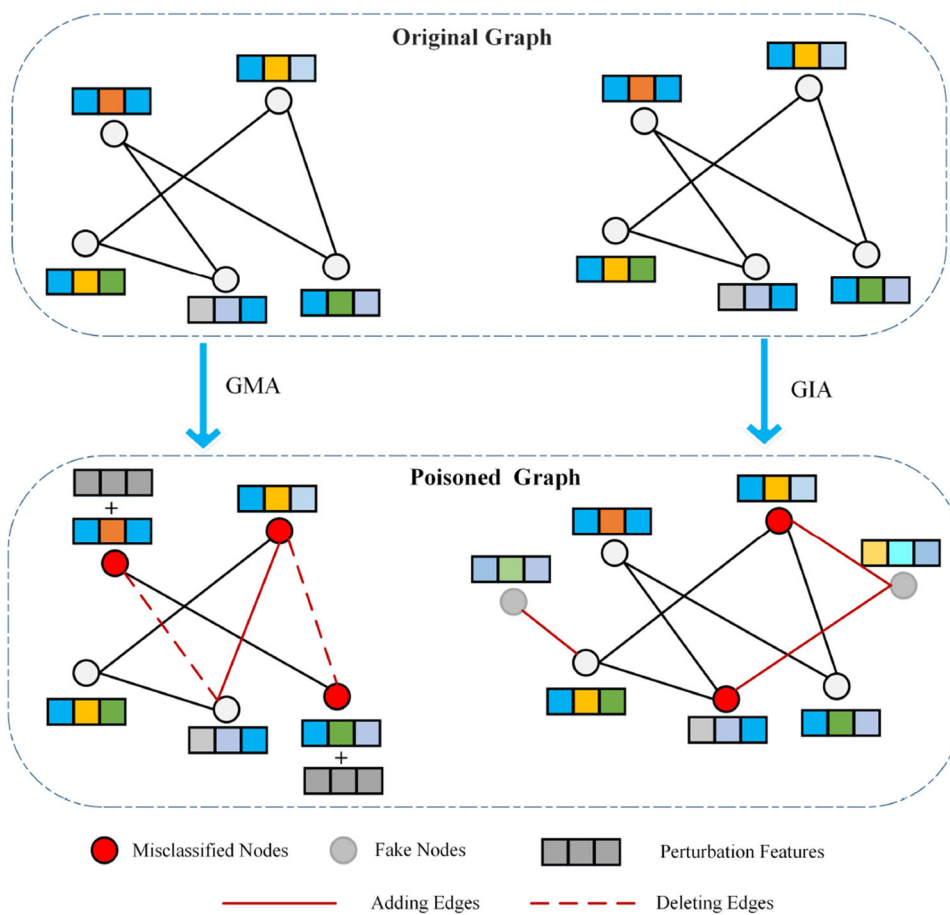 Original Graph
GMA
GIA
Poisoned Graph
+
+
Misclassified Nodes
Fake Nodes
Perturbation Features
Adding Edges
Deleting Edges